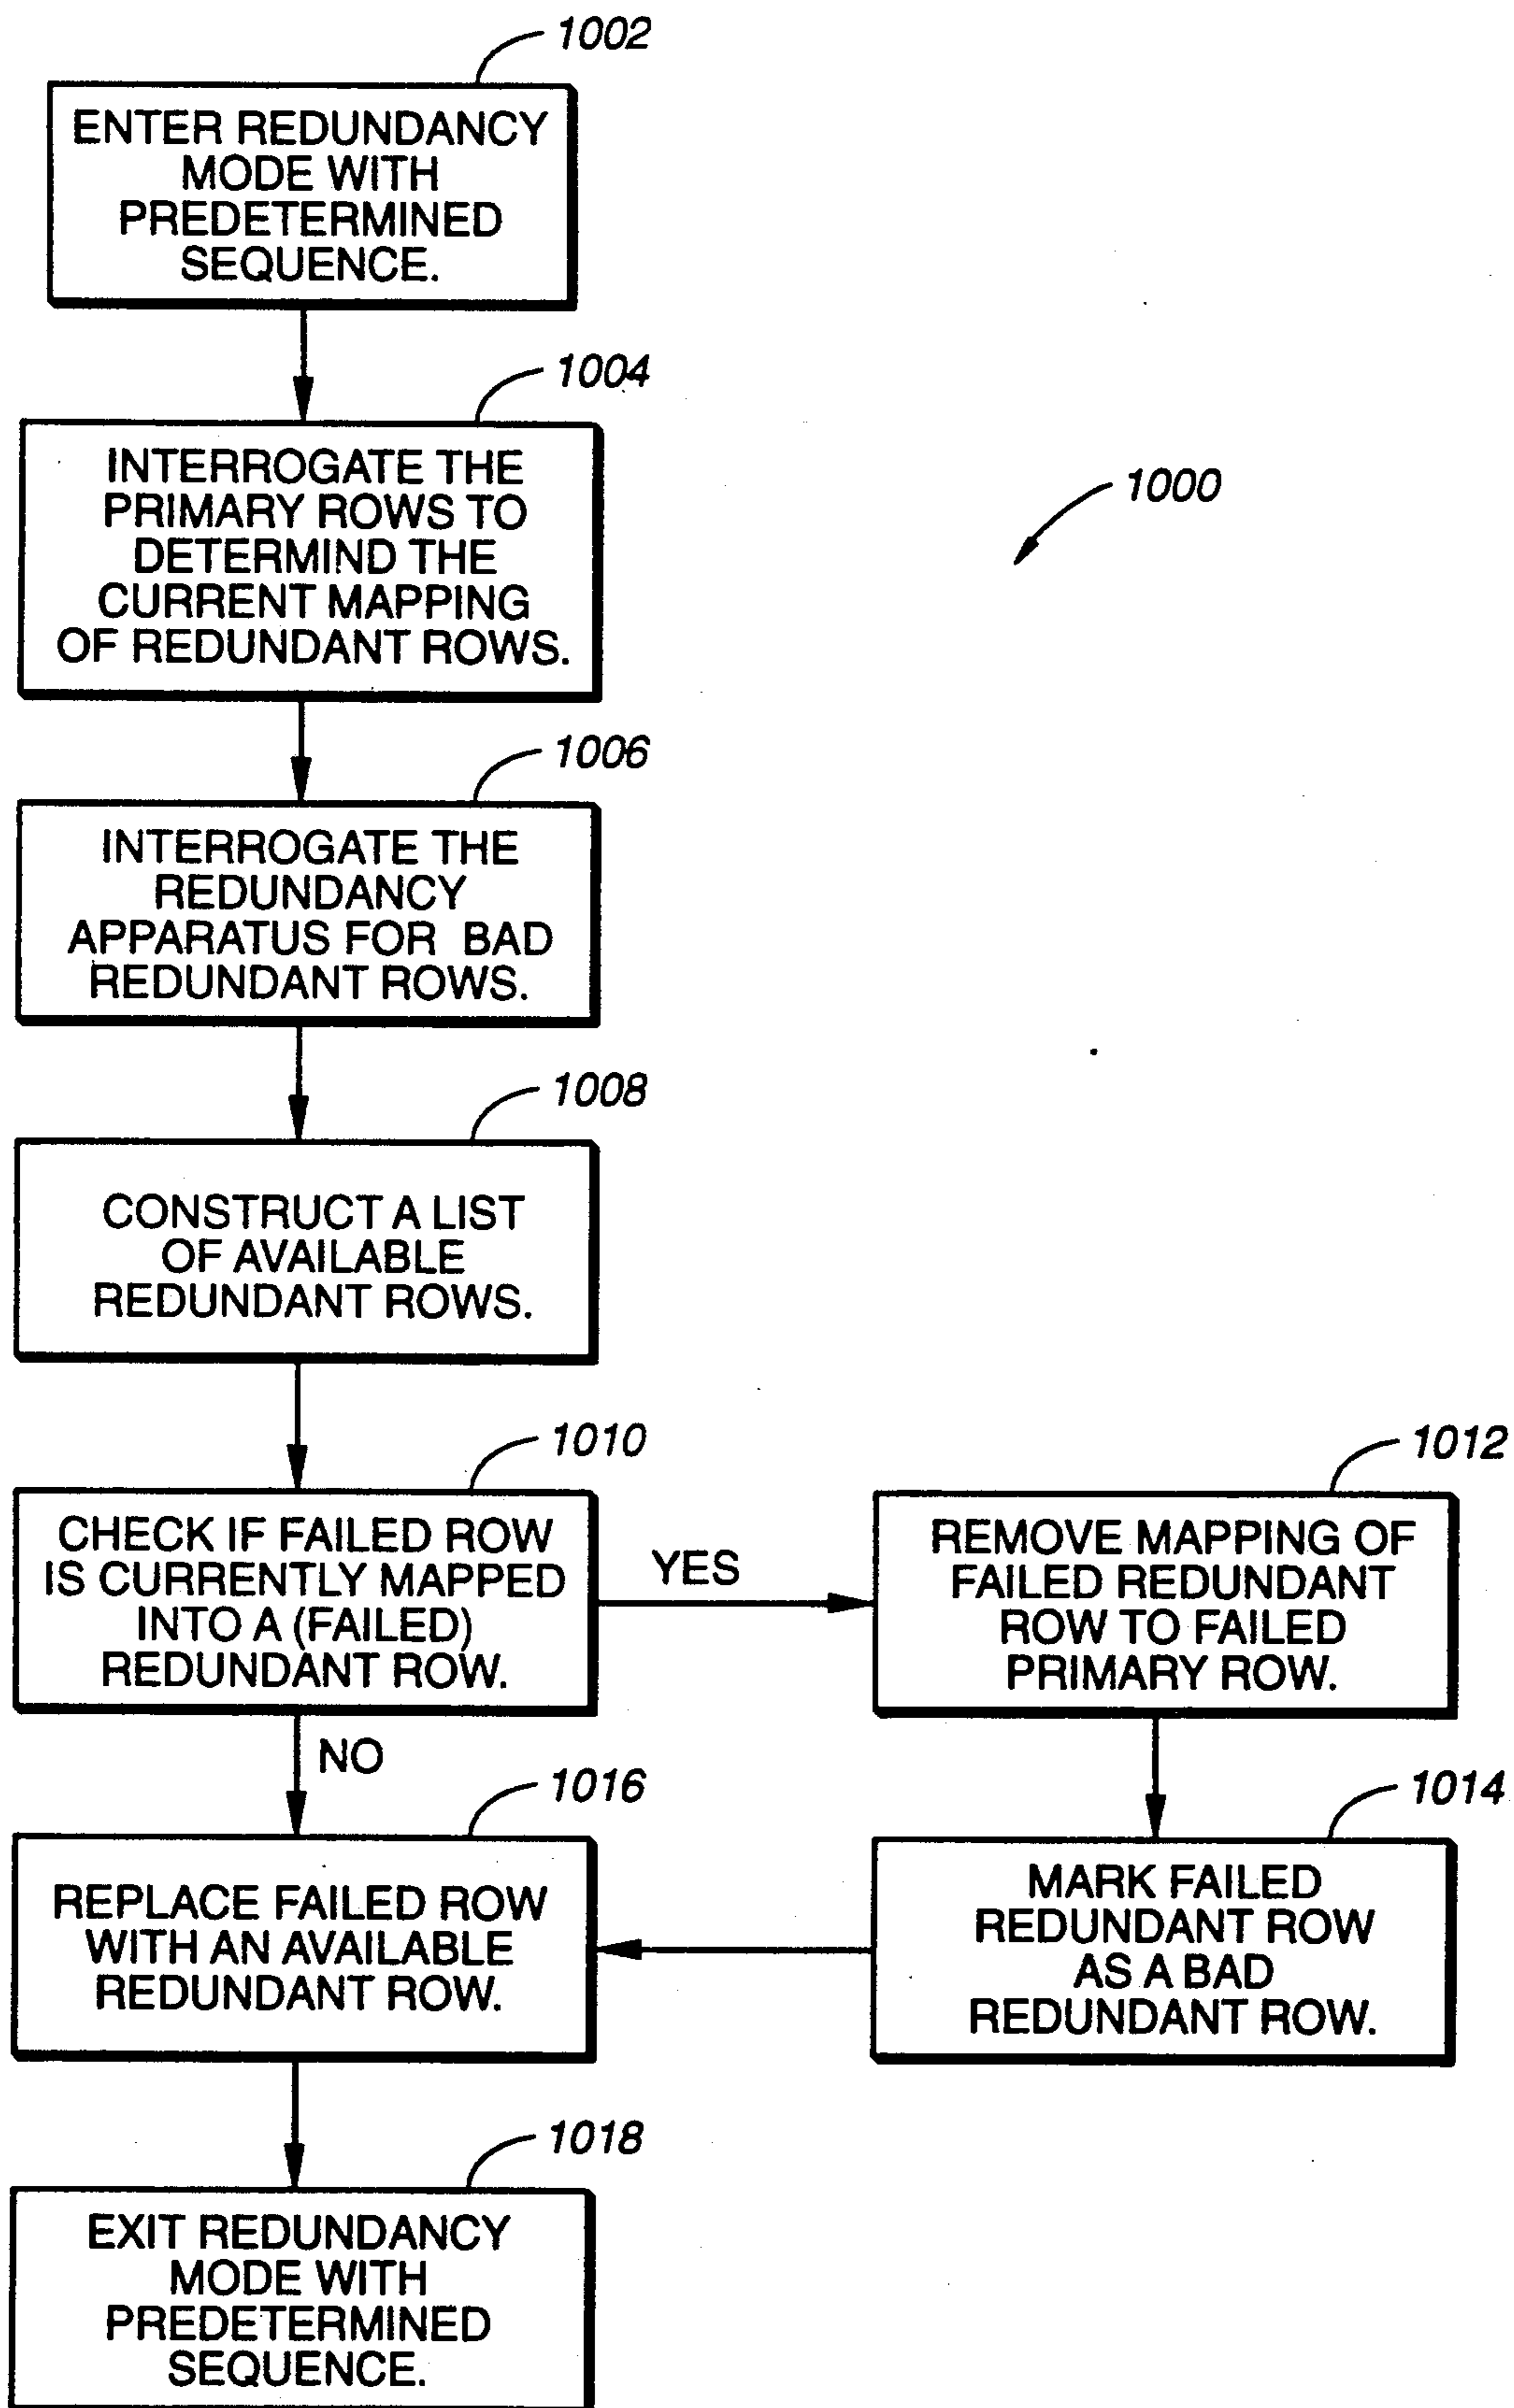 1002
ENTER REDUNDANCY
MODE WITH
PREDETERMINED
SEQUENCE.
1004
INTERROGATE THE
PRIMARY ROWS TO
DETERMIND THE
CURRENT MAPPING
OF REDUNDANT ROWS.
1000
1006
INTERROGATE THE
REDUNDANCY
APPARATUS FOR BAD
REDUNDANT ROWS.
1008
CONSTRUCT A LIST
OF AVAILABLE
REDUNDANT ROWS.
1010
CHECK IF FAILED ROW
IS CURRENTLY MAPPED
INTO A (FAILED)
REDUNDANT ROW.
YES
1012
REMOVE MAPPING OF
FAILED REDUNDANT
ROW TO FAILED
PRIMARY ROW.
NO
1016
REPLACE FAILED ROW
WITH AN AVAILABLE
REDUNDANT ROW.
1014
MARK FAILED
REDUNDANT ROW
AS A BAD
REDUNDANT ROW.
1018
EXIT REDUNDANCY
MODE WITH
PREDETERMINED
SEQUENCE.